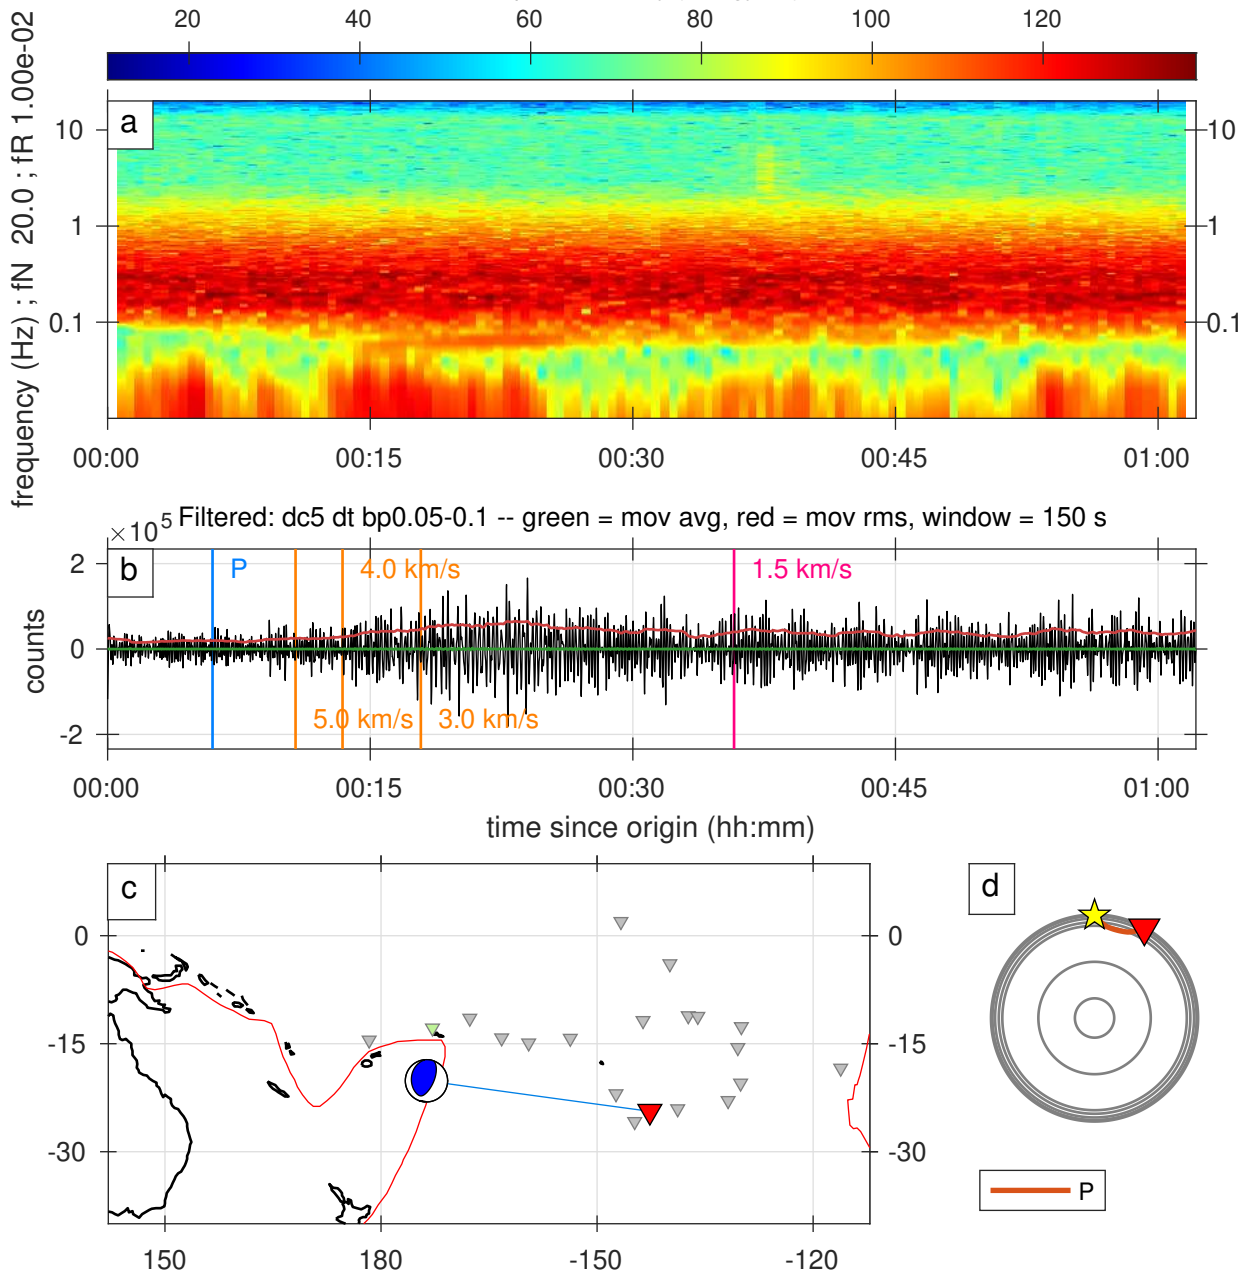 20 40 60 80 100 120
frequency (Hz) ; fN 20.0 ; fR 1.00e-02
a
10 10
1 1
0.1 0.1
00:00 00:15 00:30 00:45 01:00
×10^5 Filtered: dc5 dt bp0.05-0.1 -- green = mov avg, red = mov rms, window = 150 s
b
P 4.0 km/s 1.5 km/s
5.0 km/s 3.0 km/s
counts
2
0
-2
00:00 00:15 00:30 00:45 01:00
time since origin (hh:mm)
c
0 0
-15 -15
-30 -30
150 180 -150 -120
d
P